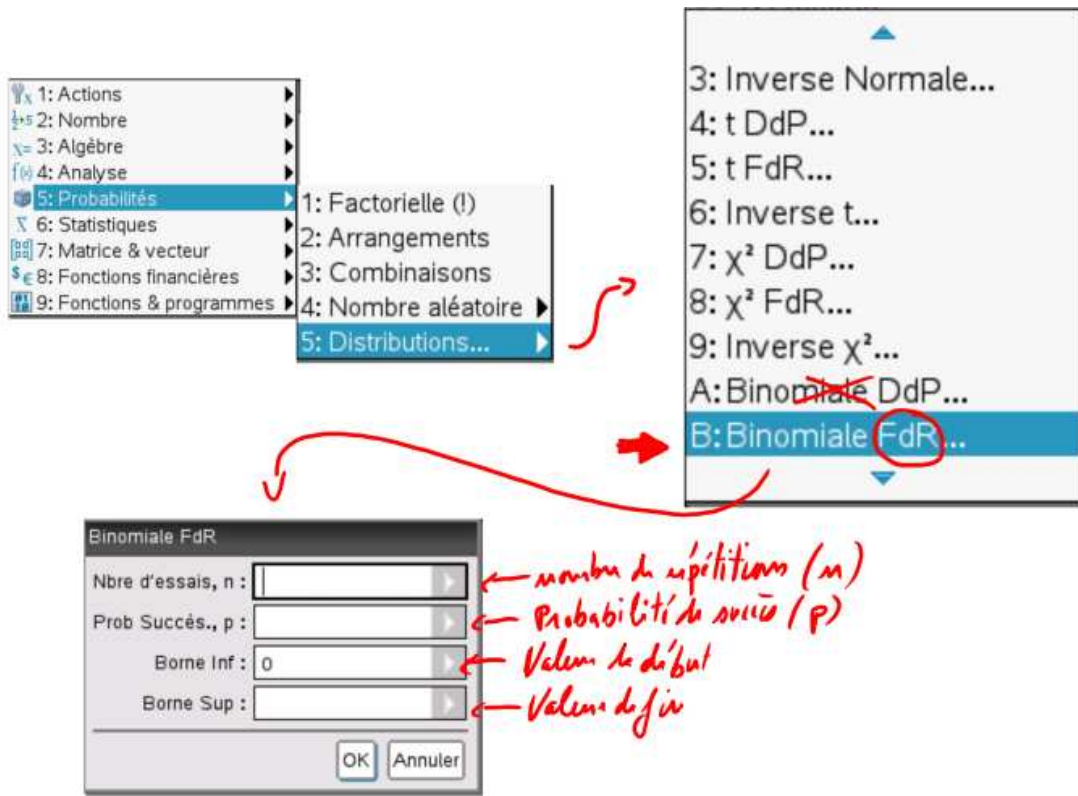 1: Actions
2: Nombre
3: Algèbre
4: Analyse
5: Probabilités
6: Statistiques
7: Matrice & vecteur
8: Fonctions financières
9: Fonctions & programmes
1: Factorielle (!)
2: Arrangements
3: Combinaisons
4: Nombre aléatoire
5: Distributions...
3: Inverse Normale...
4: t DdP...
5: t FdR...
6: Inverse t...
7: χ² DdP...
8: χ² FdR...
9: Inverse χ²...
A: Binomiale DdP...
B: Binomiale FdR...
Binomiale FdR
Nbre d'essais, n :
nombre de répétitions (n)
Prob Succès., p :
Probabilité de succès (p)
Borne Inf : 0
Valeur de début
Borne Sup :
Valeur de fin
OK Annuler